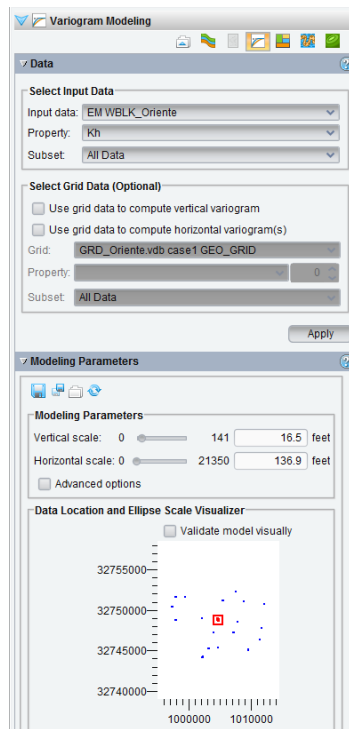 Variogram Modeling
Data
Select Input Data
Input data: EM WBLK_Oriente
Property: Kh
Subset: All Data
Select Grid Data (Optional)
Use grid data to compute vertical variogram
Use grid data to compute horizontal variogram(s)
Grid: GRD_Oriente.vdb case1 GEO_GRID
Property: 0
Subset: All Data
Apply
Modeling Parameters
Modeling Parameters
Vertical scale: 0 141 16.5 feet
Horizontal scale: 0 21350 136.9 feet
Advanced options
Data Location and Ellipse Scale Visualizer
Validate model visually
32755000
32750000
32745000
32740000
1000000 1010000